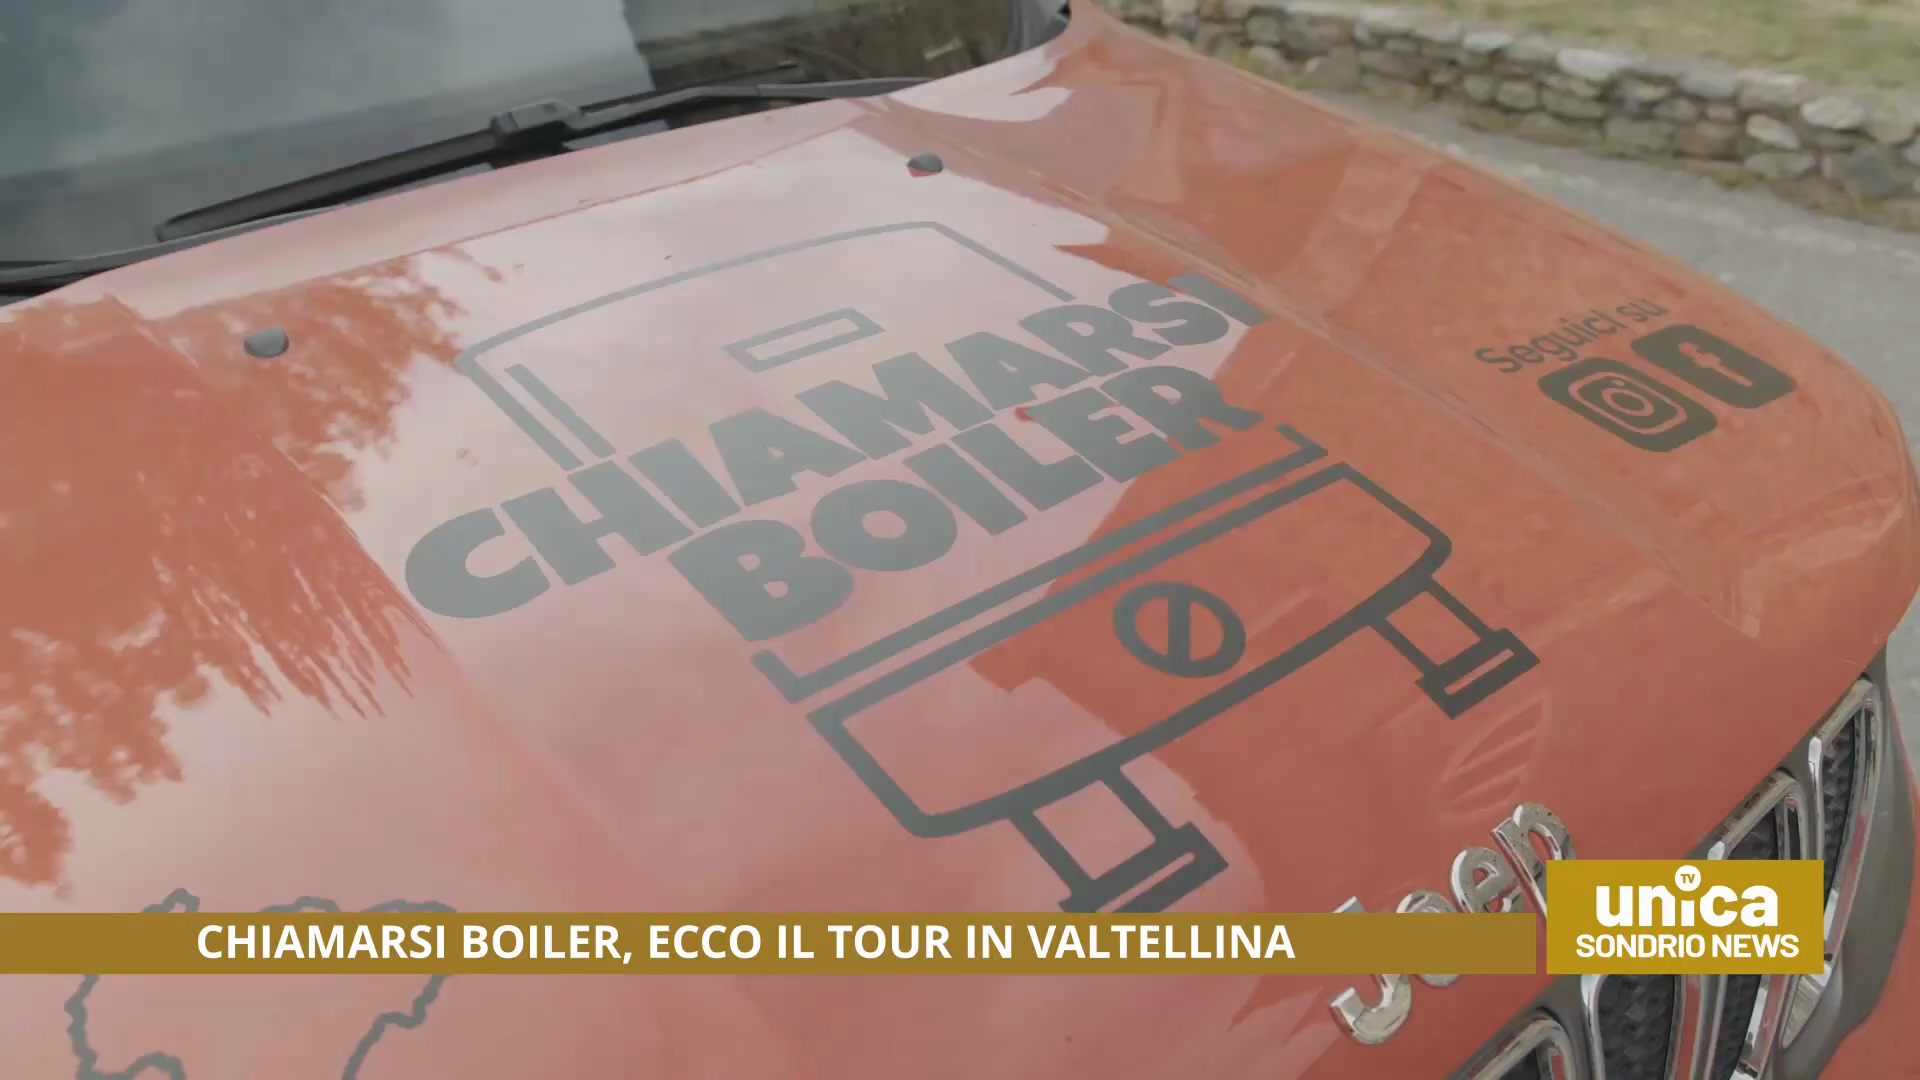 CHIAMARSI
BOILER
Seguici su
Jeep
CHIAMARSI BOILER, ECCO IL TOUR IN VALTELLINA
unica TV
SONDRIO NEWS